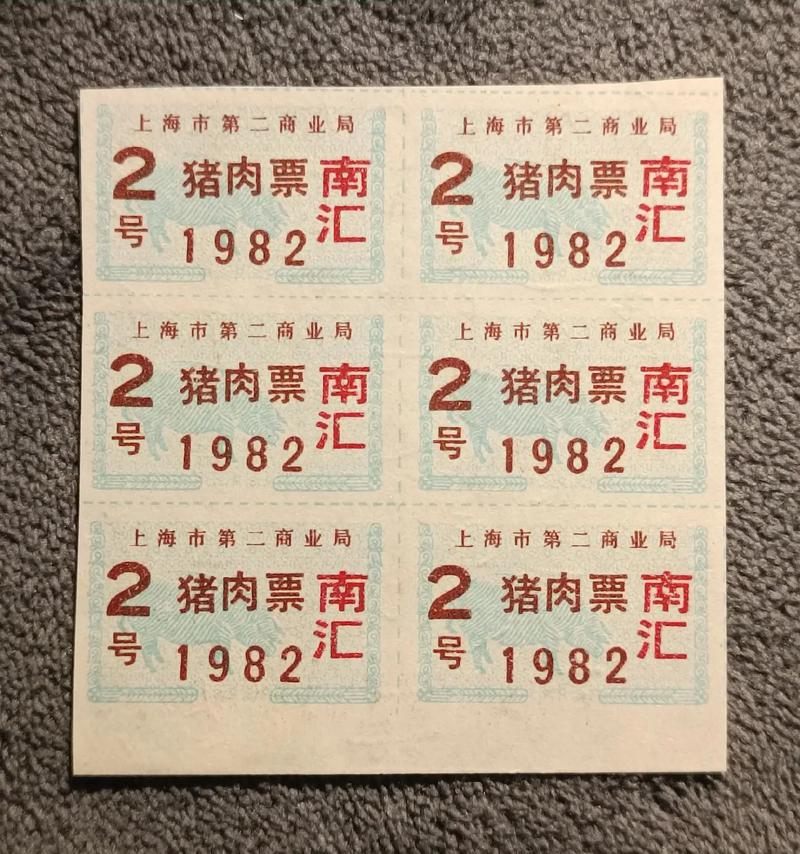 上海市第二商业局
2号 猪肉票 南汇
1982
上海市第二商业局
2号 猪肉票 南汇
1982
上海市第二商业局
2号 猪肉票 南汇
1982
上海市第二商业局
2号 猪肉票 南汇
1982
上海市第二商业局
2号 猪肉票 南汇
1982
上海市第二商业局
2号 猪肉票 南汇
1982